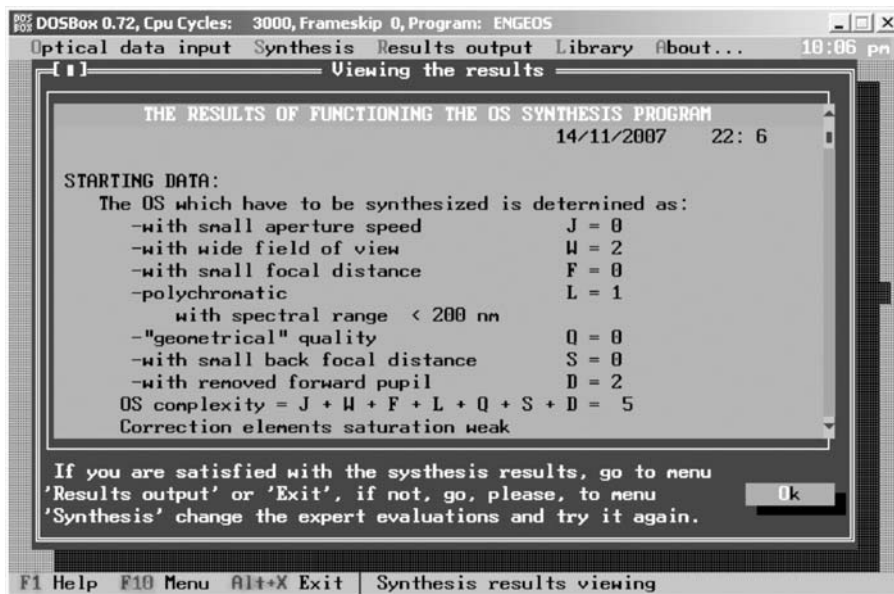 DOSBox 0.72, Cpu Cycles: 3000, Frameskip 0, Program: ENGEOS
Optical data input Synthesis Results output Library About... 10:06 pm
Viewing the results
THE RESULTS OF FUNCTIONING THE OS SYNTHESIS PROGRAM
14/11/2007 22: 6
STARTING DATA:
The OS which have to be synthesized is determined as:
-with small aperture speed J = 0
-with wide field of view W = 2
-with small focal distance F = 0
-polychromatic L = 1
with spectral range < 200 nm
-"geometrical" quality Q = 0
-with small back focal distance S = 0
-with removed forward pupil D = 2
OS complexity = J + W + F + L + Q + S + D = 5
Correction elements saturation weak
If you are satisfied with the systhesis results, go to menu
'Results output' or 'Exit', if not, go, please, to menu
'Synthesis' change the expert evaluations and try it again.
Ok
F1 Help F10 Menu Alt+X Exit | Synthesis results viewing